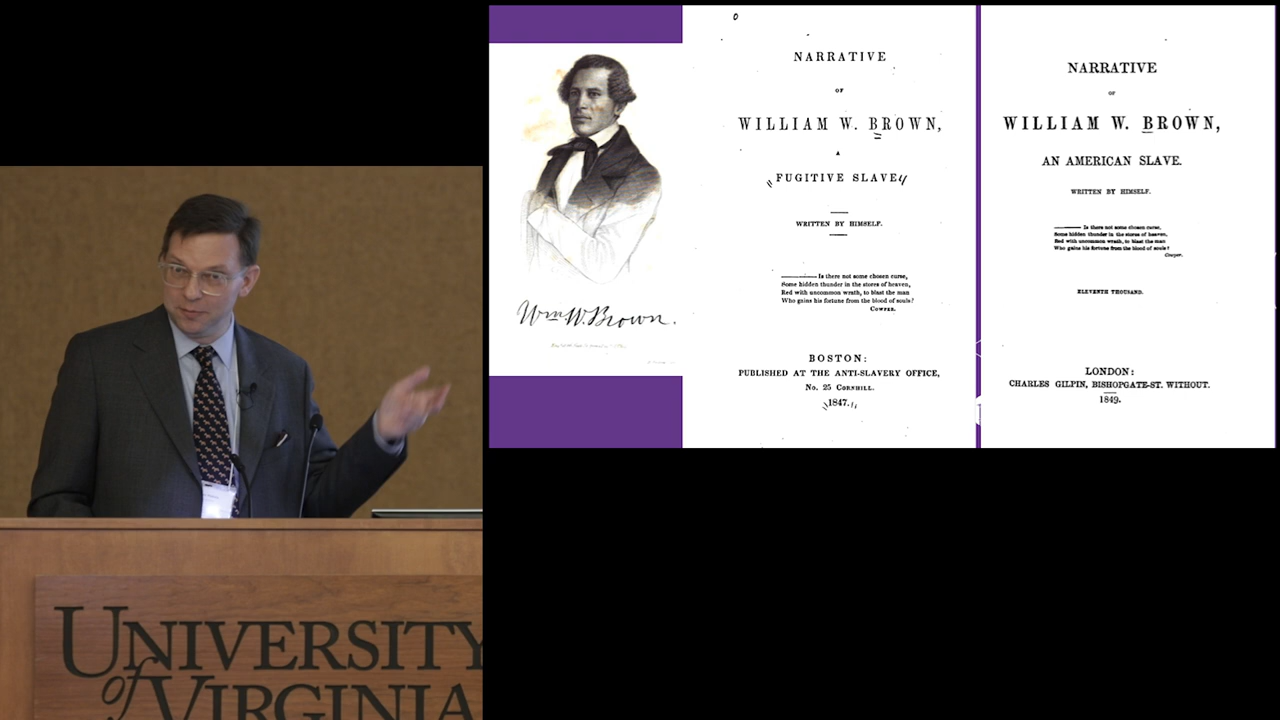 UNIVERSITY
of VIRGINIA
Wm. W. Brown.
NARRATIVE
OF
WILLIAM W. BROWN,
A
FUGITIVE SLAVE
WRITTEN BY HIMSELF.
Is there not some chosen curse,
Some hidden thunder in the stores of heaven,
Red with uncommon wrath, to blast the man
Who gains his fortune from the blood of souls?
COWPER.
BOSTON:
PUBLISHED AT THE ANTI-SLAVERY OFFICE,
No. 25 CORNHILL.
1847.
NARRATIVE
OF
WILLIAM W. BROWN,
AN AMERICAN SLAVE.
WRITTEN BY HIMSELF.
Is there not some chosen curse,
Some hidden thunder in the stores of heaven,
Red with uncommon wrath, to blast the man
Who gains his fortune from the blood of souls?
Cowper.
ELEVENTH THOUSAND.
LONDON:
CHARLES GILPIN, BISHOPGATE-ST. WITHOUT.
1849.